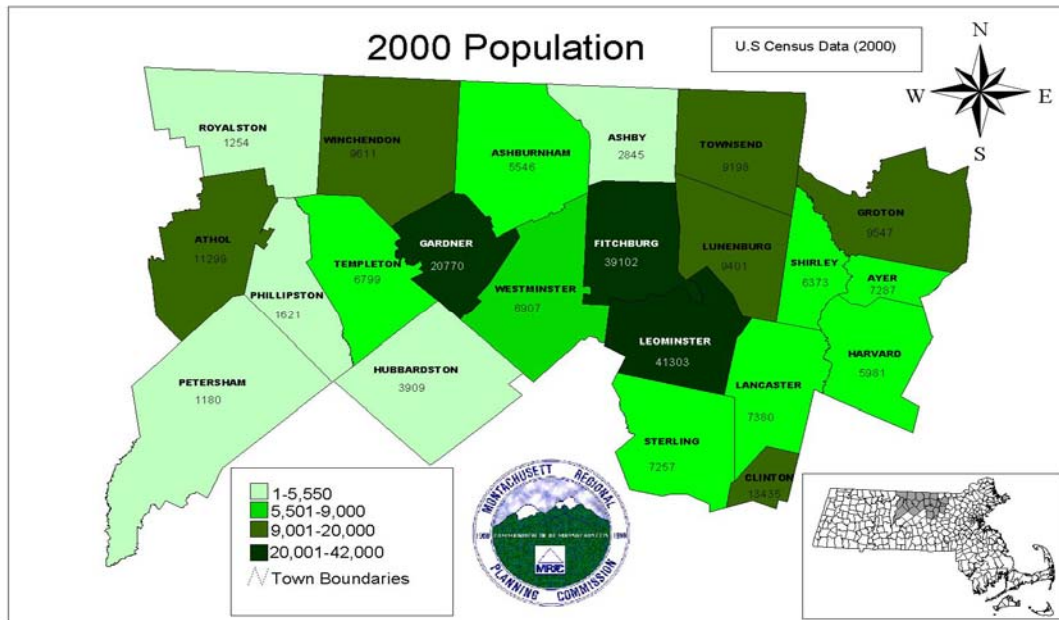 2000 Population
U.S Census Data (2000)
N
W
E
S
ROYALSTON
1254
WINCHENDON
9611
ASHBURNHAM
5546
ASHBY
2845
TOWNSEND
9198
GROTON
9547
ATHOL
11299
PHILLIPSTON
1621
TEMPLETON
6799
GARDNER
20770
WESTMINSTER
6907
FITCHBURG
39102
LUNENBURG
9401
SHIRLEY
6373
AYER
7287
HARVARD
5981
LEOMINSTER
41303
LANCASTER
7380
PETERSHAM
1180
HUBBARDSTON
3909
STERLING
7257
CLINTON
13435
1-5,550
5,501-9,000
9,001-20,000
20,001-42,000
Town Boundaries
MONTACHUSETT REGIONAL
PLANNING COMMISSION
1968
MRPC